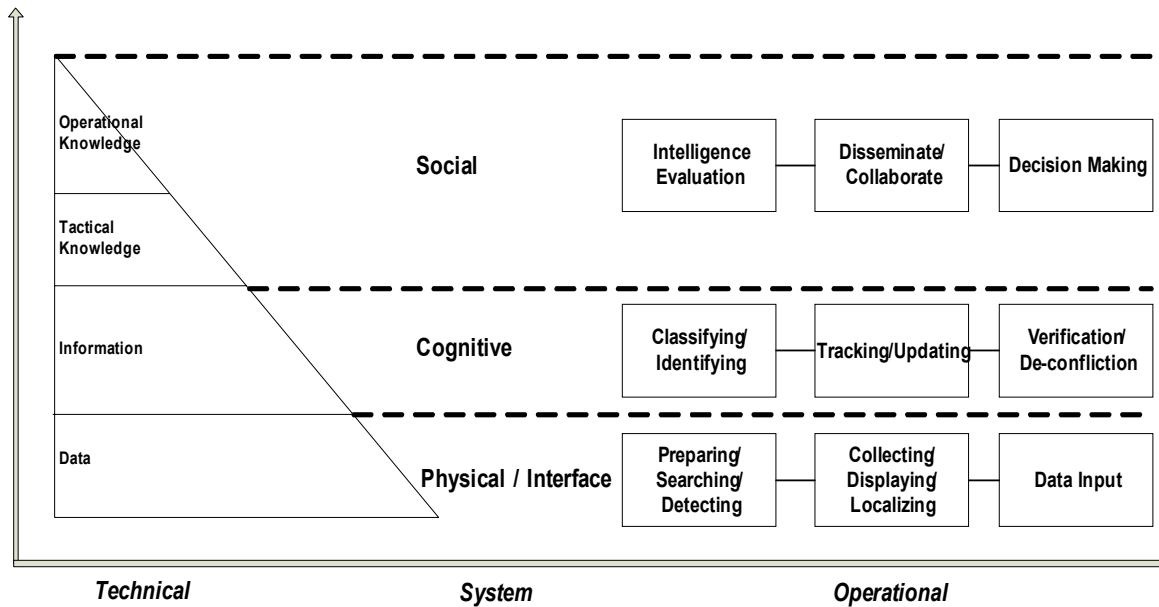 Operational
Knowledge
Social
Intelligence
Evaluation
Disseminate/
Collaborate
Decision Making
Tactical
Knowledge
Information
Cognitive
Classifying/
Identifying
Tracking/Updating
Verification/
De-confliction
Data
Physical / Interface
Preparing/
Searching/
Detecting
Collecting/
Displaying/
Localizing
Data Input
Technical
System
Operational